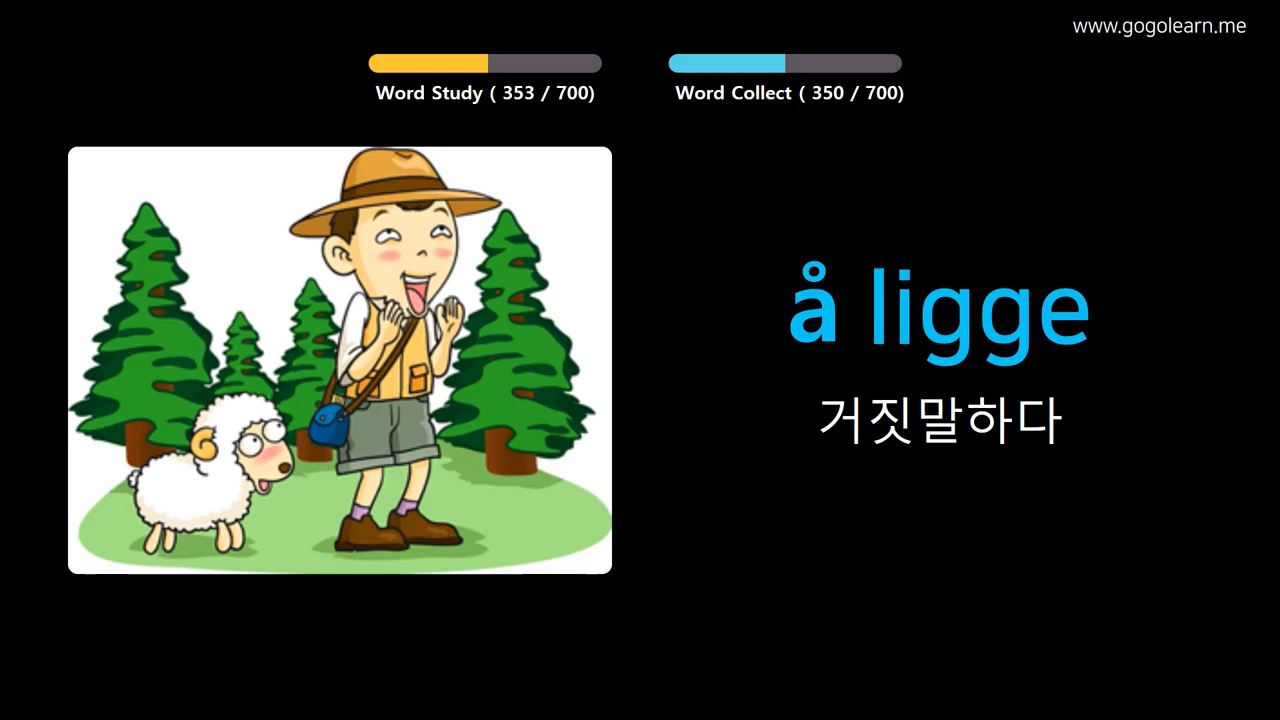 www.gogolearn.me
Word Study ( 353 / 700)
Word Collect ( 350 / 700)
å ligge
거짓말하다